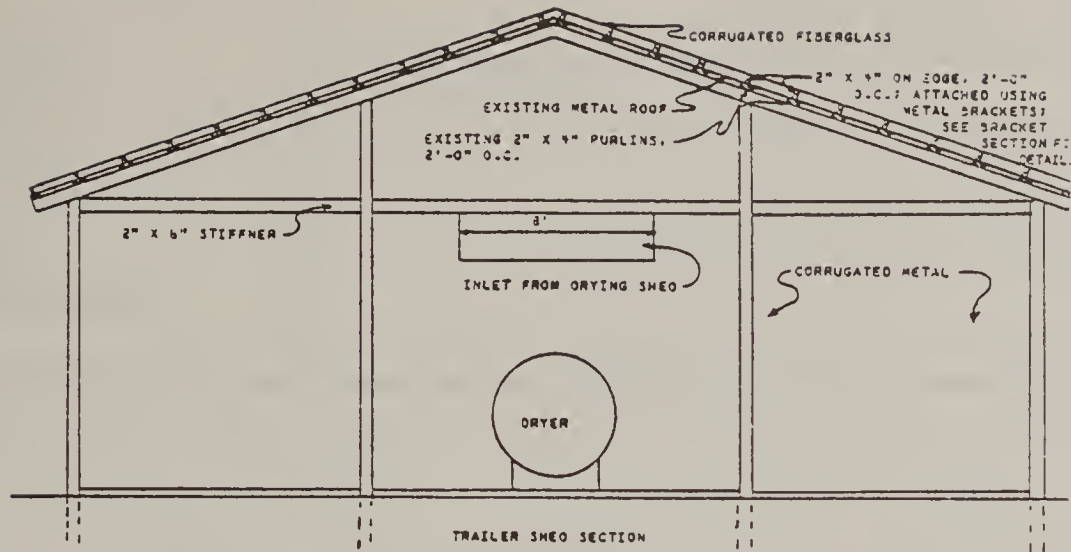 CORRUGATED FIBERGLASS
2" X 4" ON EDGE, 2'-0"
O.C.; ATTACHED USING
METAL BRACKETS;
SEE BRACKET
SECTION FI
DETAIL
EXISTING METAL ROOF
EXISTING 2" X 4" PURLINS,
2'-0" O.C.
8'
2" X 6" STIFFNER
INLET FROM DRYING SHED
CORRUGATED METAL
DRYER
TRAILER SHED SECTION